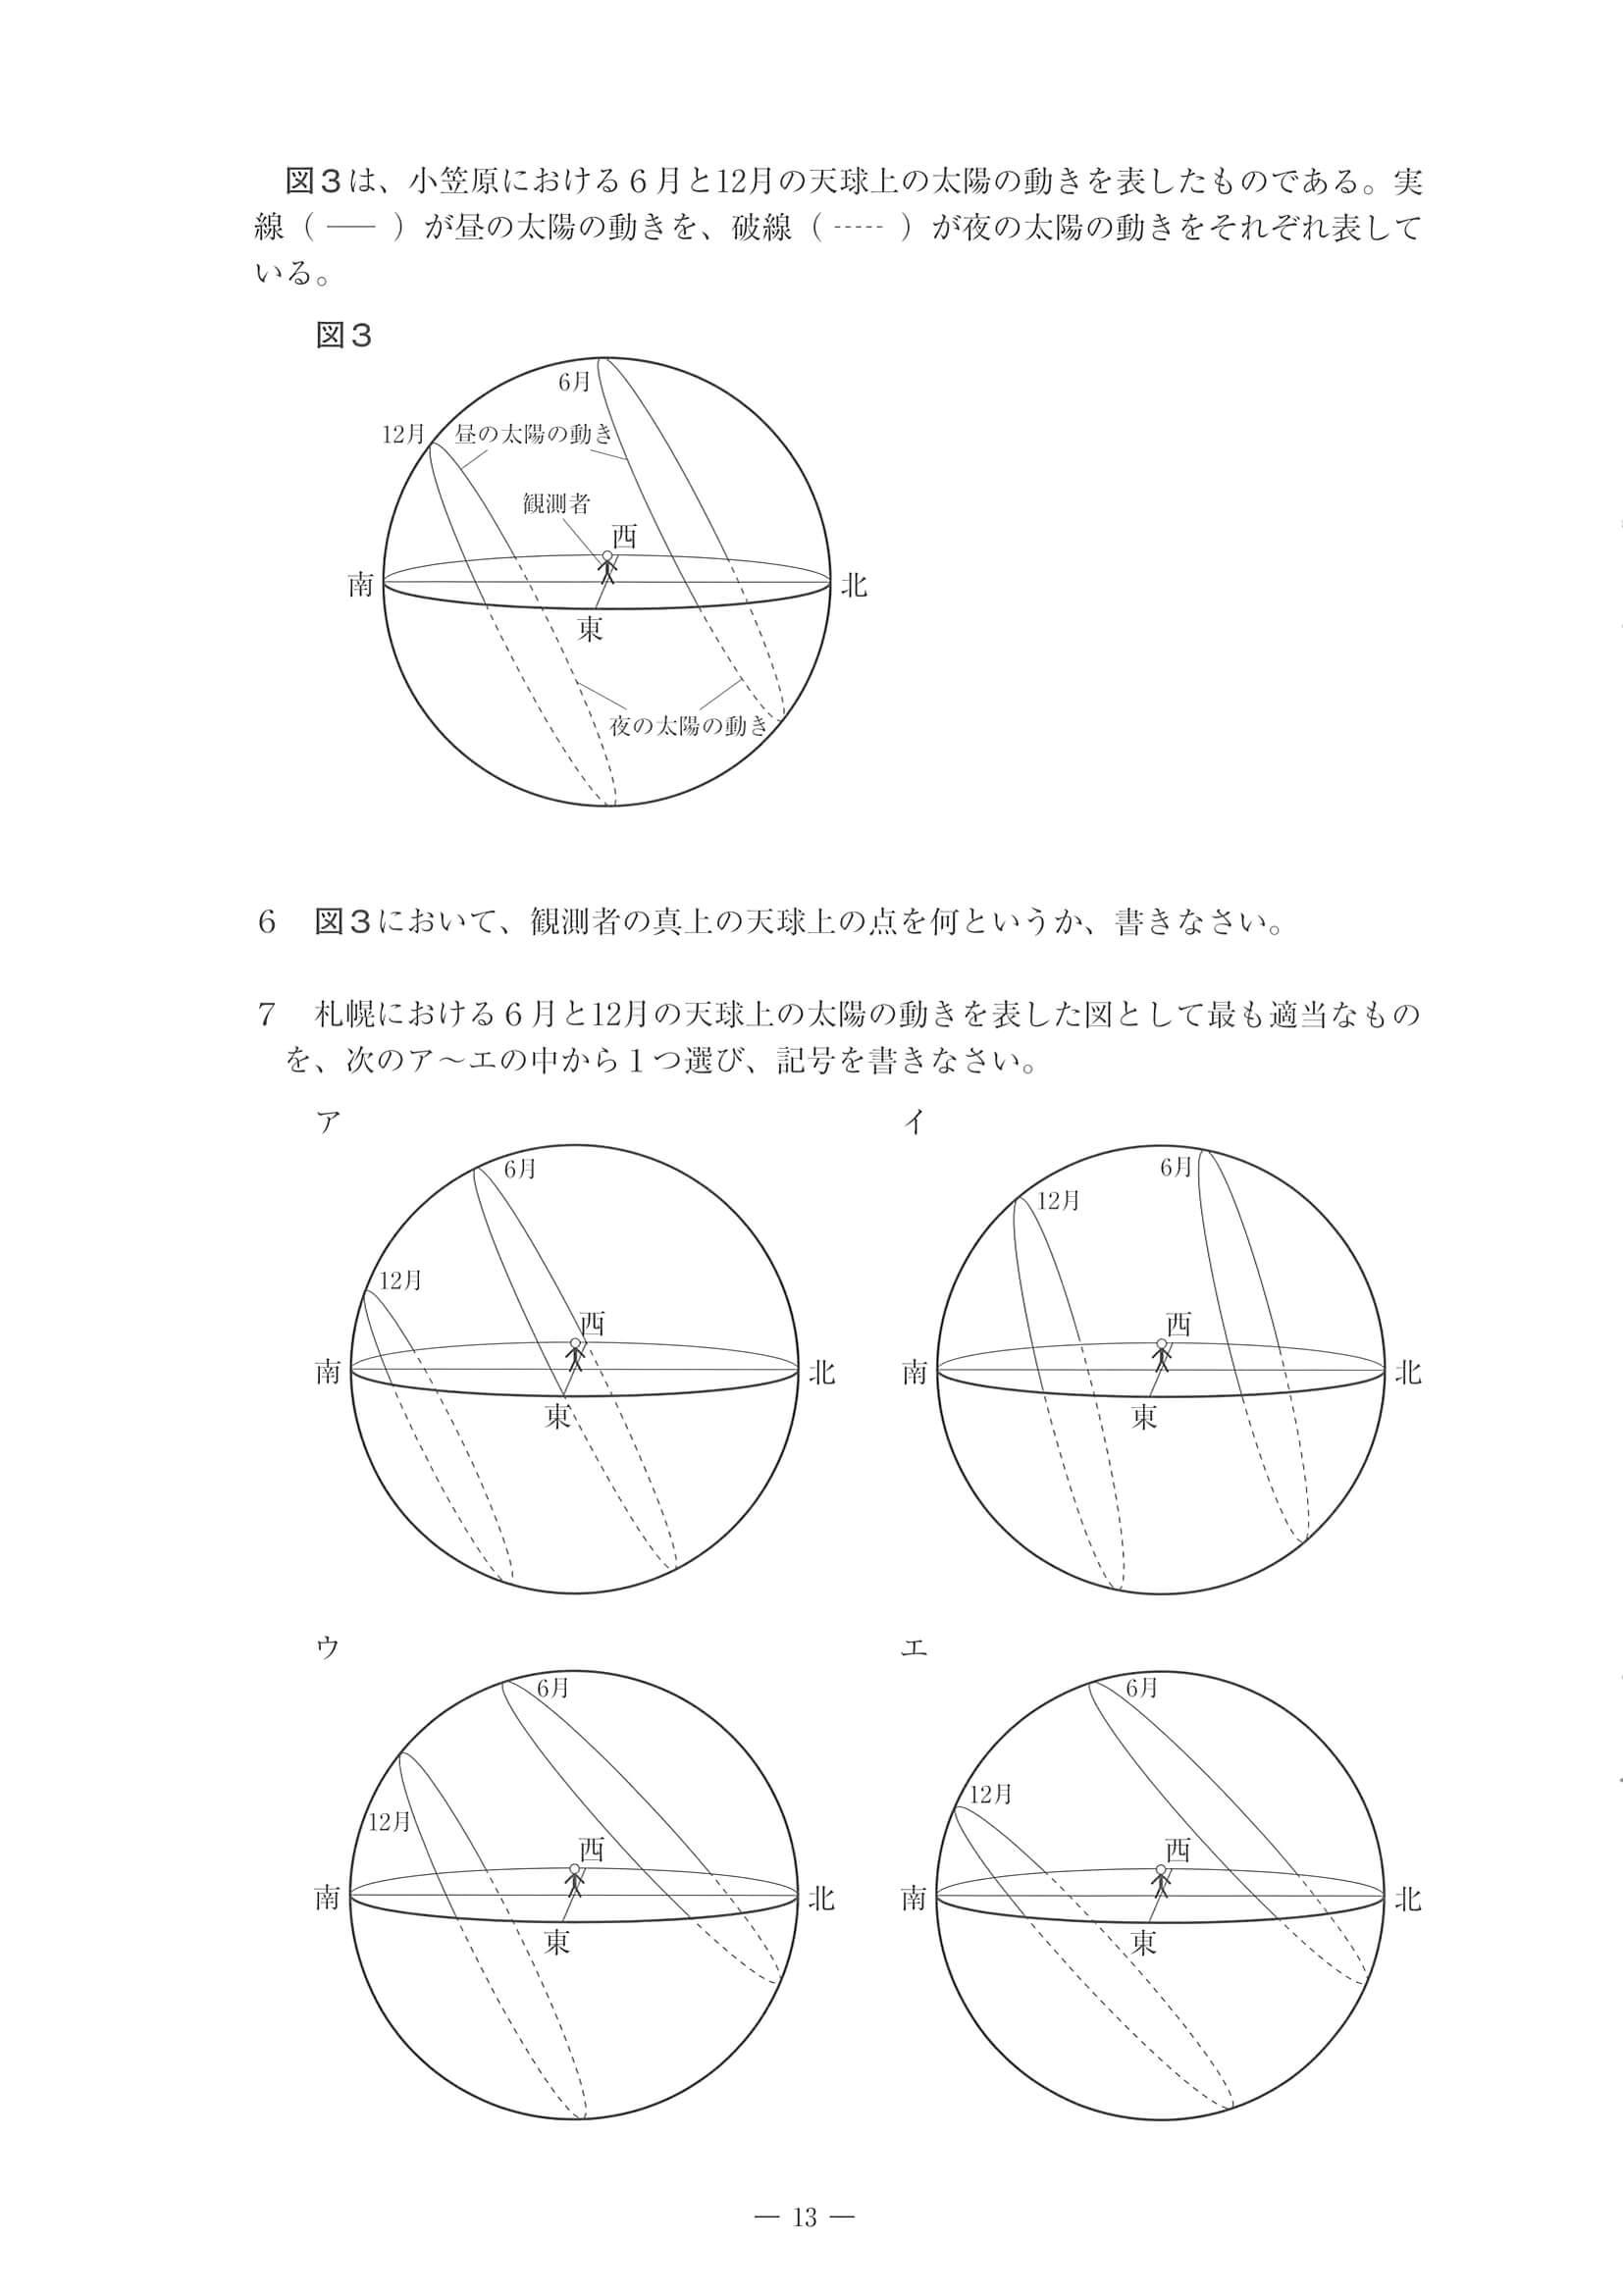 図３は、小笠原における６月と12月の天球上の太陽の動きを表したものである。実
線（ ── ）が昼の太陽の動きを、破線（ ----- ）が夜の太陽の動きをそれぞれ表して
いる。
図３
6月
12月
昼の太陽の動き
観測者
西
南
北
東
夜の太陽の動き
６　図３において、観測者の真上の天球上の点を何というか、書きなさい。
７　札幌における６月と12月の天球上の太陽の動きを表した図として最も適当なもの
を、次のア～エの中から１つ選び、記号を書きなさい。
ア
6月
12月
西
南
北
東
イ
6月
12月
西
南
北
東
ウ
6月
12月
西
南
北
東
エ
6月
12月
西
南
北
東
― 13 ―